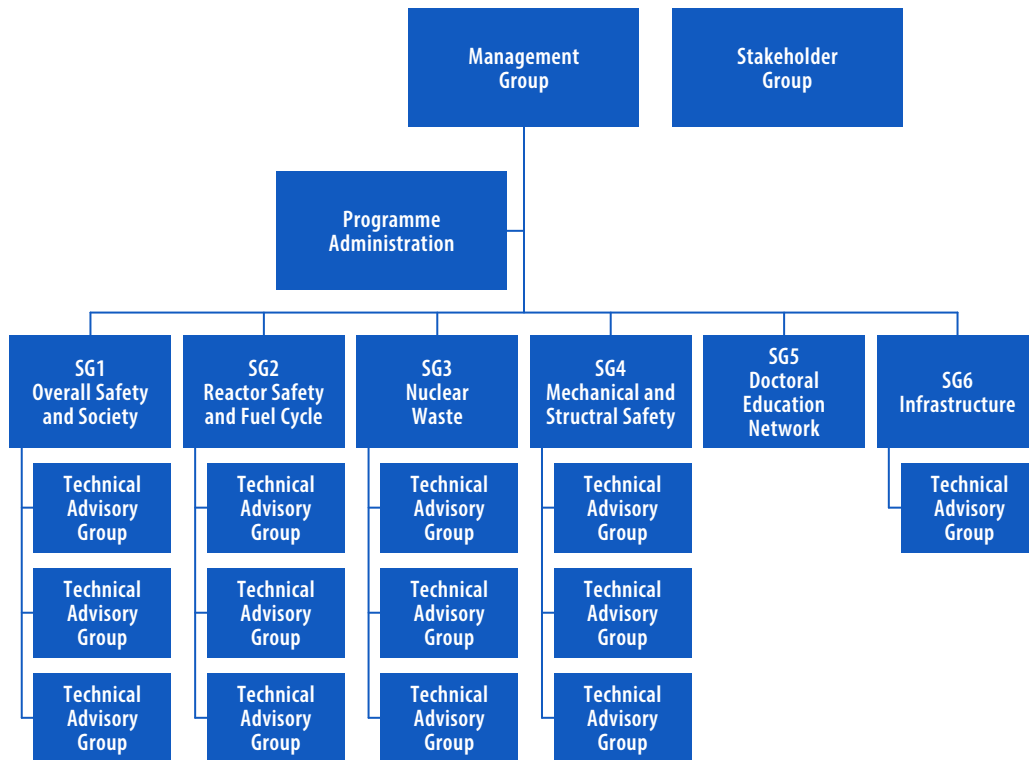 Management
Group
Stakeholder
Group
Programme
Administration
SG1
Overall Safety
and Society
SG2
Reactor Safety
and Fuel Cycle
SG3
Nuclear
Waste
SG4
Mechanical and
Structral Safety
SG5
Doctoral
Education
Network
SG6
Infrastructure
Technical
Advisory
Group
Technical
Advisory
Group
Technical
Advisory
Group
Technical
Advisory
Group
Technical
Advisory
Group
Technical
Advisory
Group
Technical
Advisory
Group
Technical
Advisory
Group
Technical
Advisory
Group
Technical
Advisory
Group
Technical
Advisory
Group
Technical
Advisory
Group
Technical
Advisory
Group